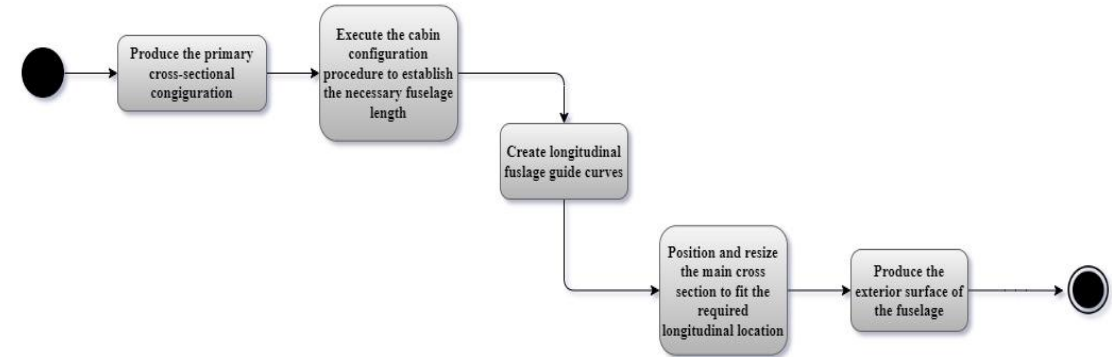 Produce the primary
cross-sectional
congiguration
Execute the cabin
configuration
procedure to establish
the necessary fuselage
length
Create longitudinal
fuslage guide curves
Position and resize
the main cross
section to fit the
required
longitudinal location
Produce the
exterior surface of
the fuselage